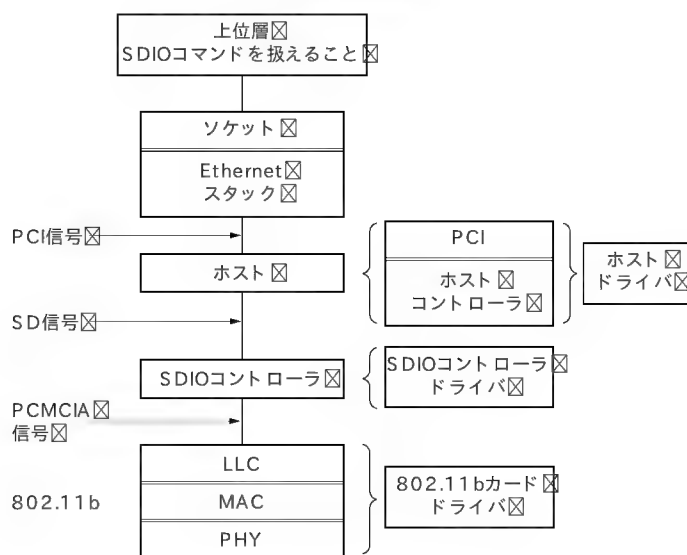 上位層
SDIOコマンドを扱えること
ソケット
Ethernet
スタック
PCI信号
PCI
ホスト
ホスト
コントローラ
ホスト
ドライバ
SD信号
SDIOコントローラ
SDIOコントローラ
ドライバ
PCMCIA
信号
LLC
802.11b
MAC
PHY
802.11bカード
ドライバ